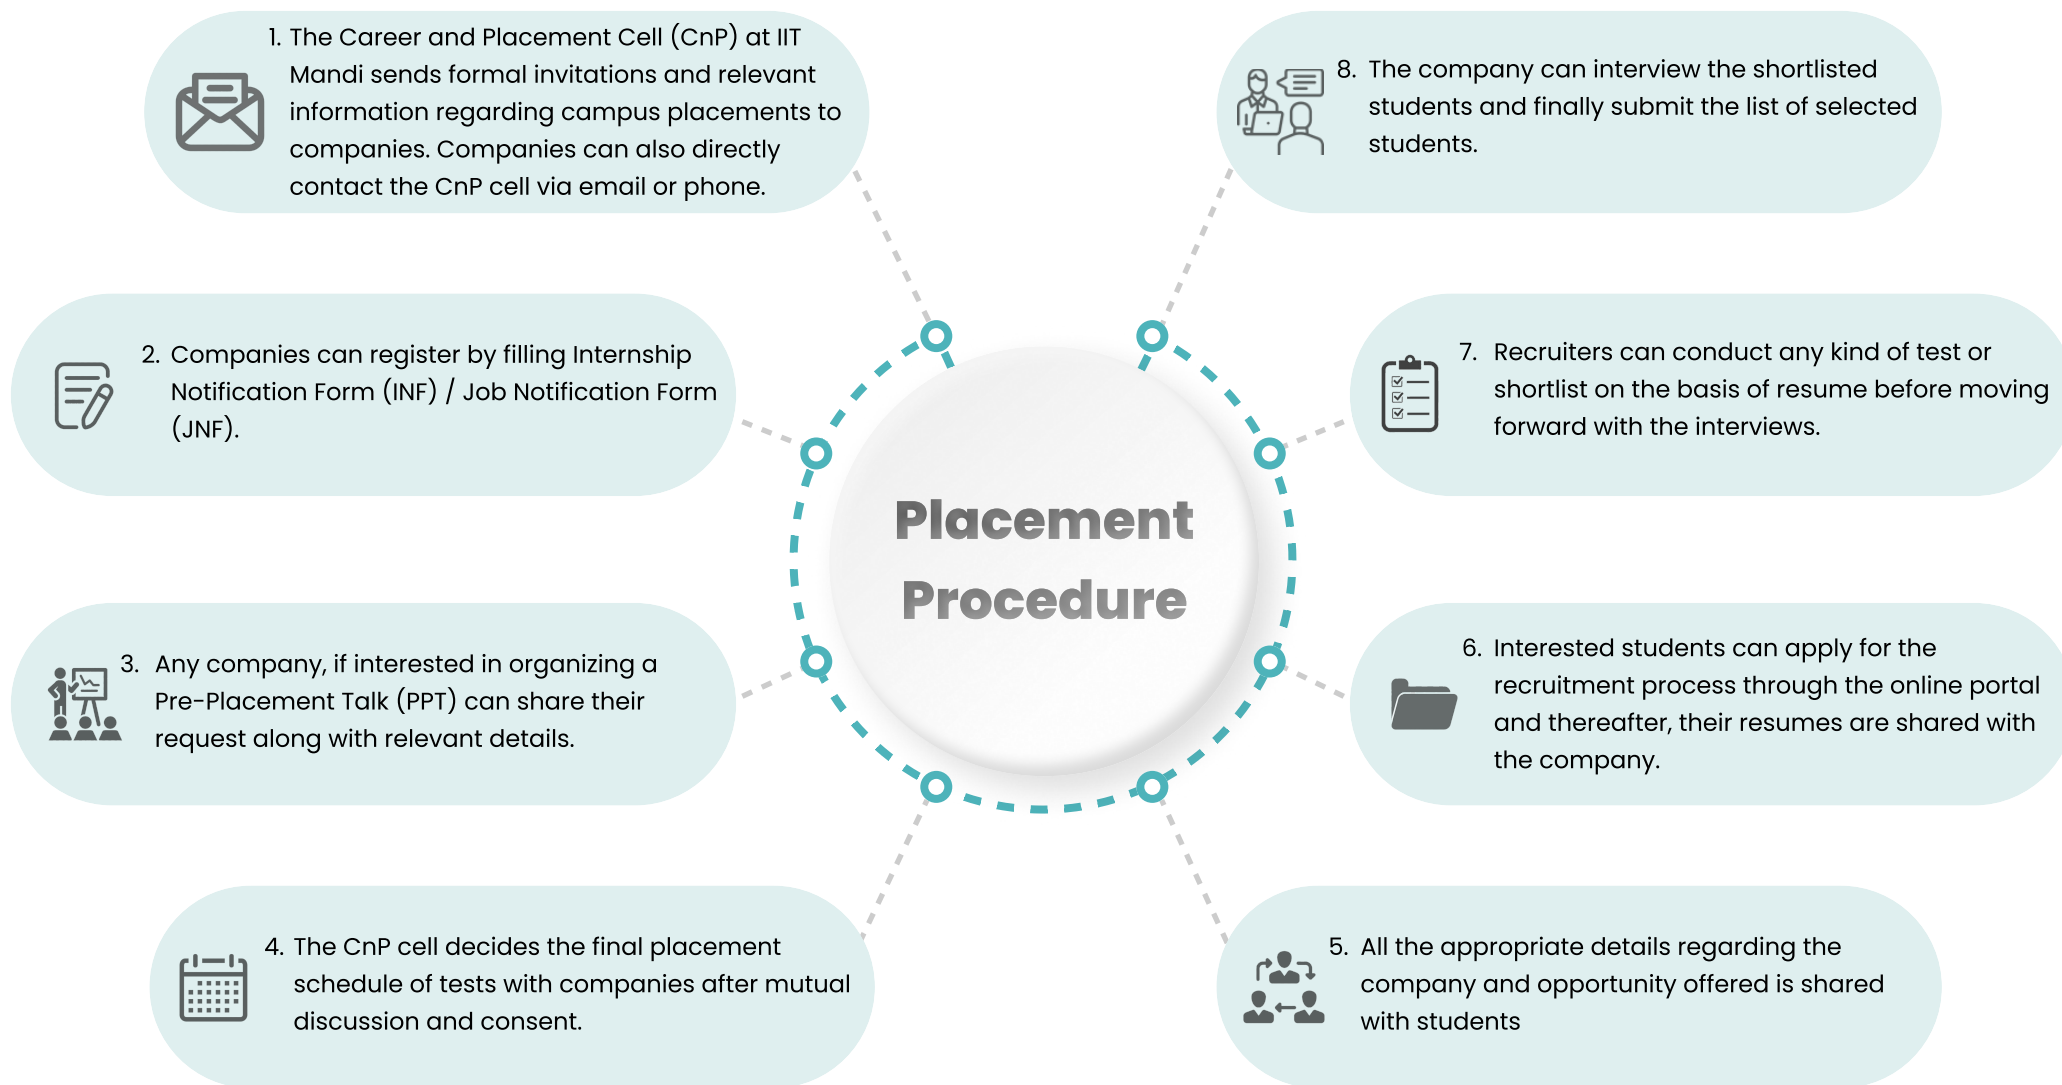 1. The Career and Placement Cell (CnP) at IIT
Mandi sends formal invitations and relevant
information regarding campus placements to
companies. Companies can also directly
contact the CnP cell via email or phone.
2. Companies can register by filling Internship
Notification Form (INF) / Job Notification Form
(JNF).
3. Any company, if interested in organizing a
Pre-Placement Talk (PPT) can share their
request along with relevant details.
4. The CnP cell decides the final placement
schedule of tests with companies after mutual
discussion and consent.
Placement
Procedure
5. All the appropriate details regarding the
company and opportunity offered is shared
with students
6. Interested students can apply for the
recruitment process through the online portal
and thereafter, their resumes are shared with
the company.
7. Recruiters can conduct any kind of test or
shortlist on the basis of resume before moving
forward with the interviews.
8. The company can interview the shortlisted
students and finally submit the list of selected
students.